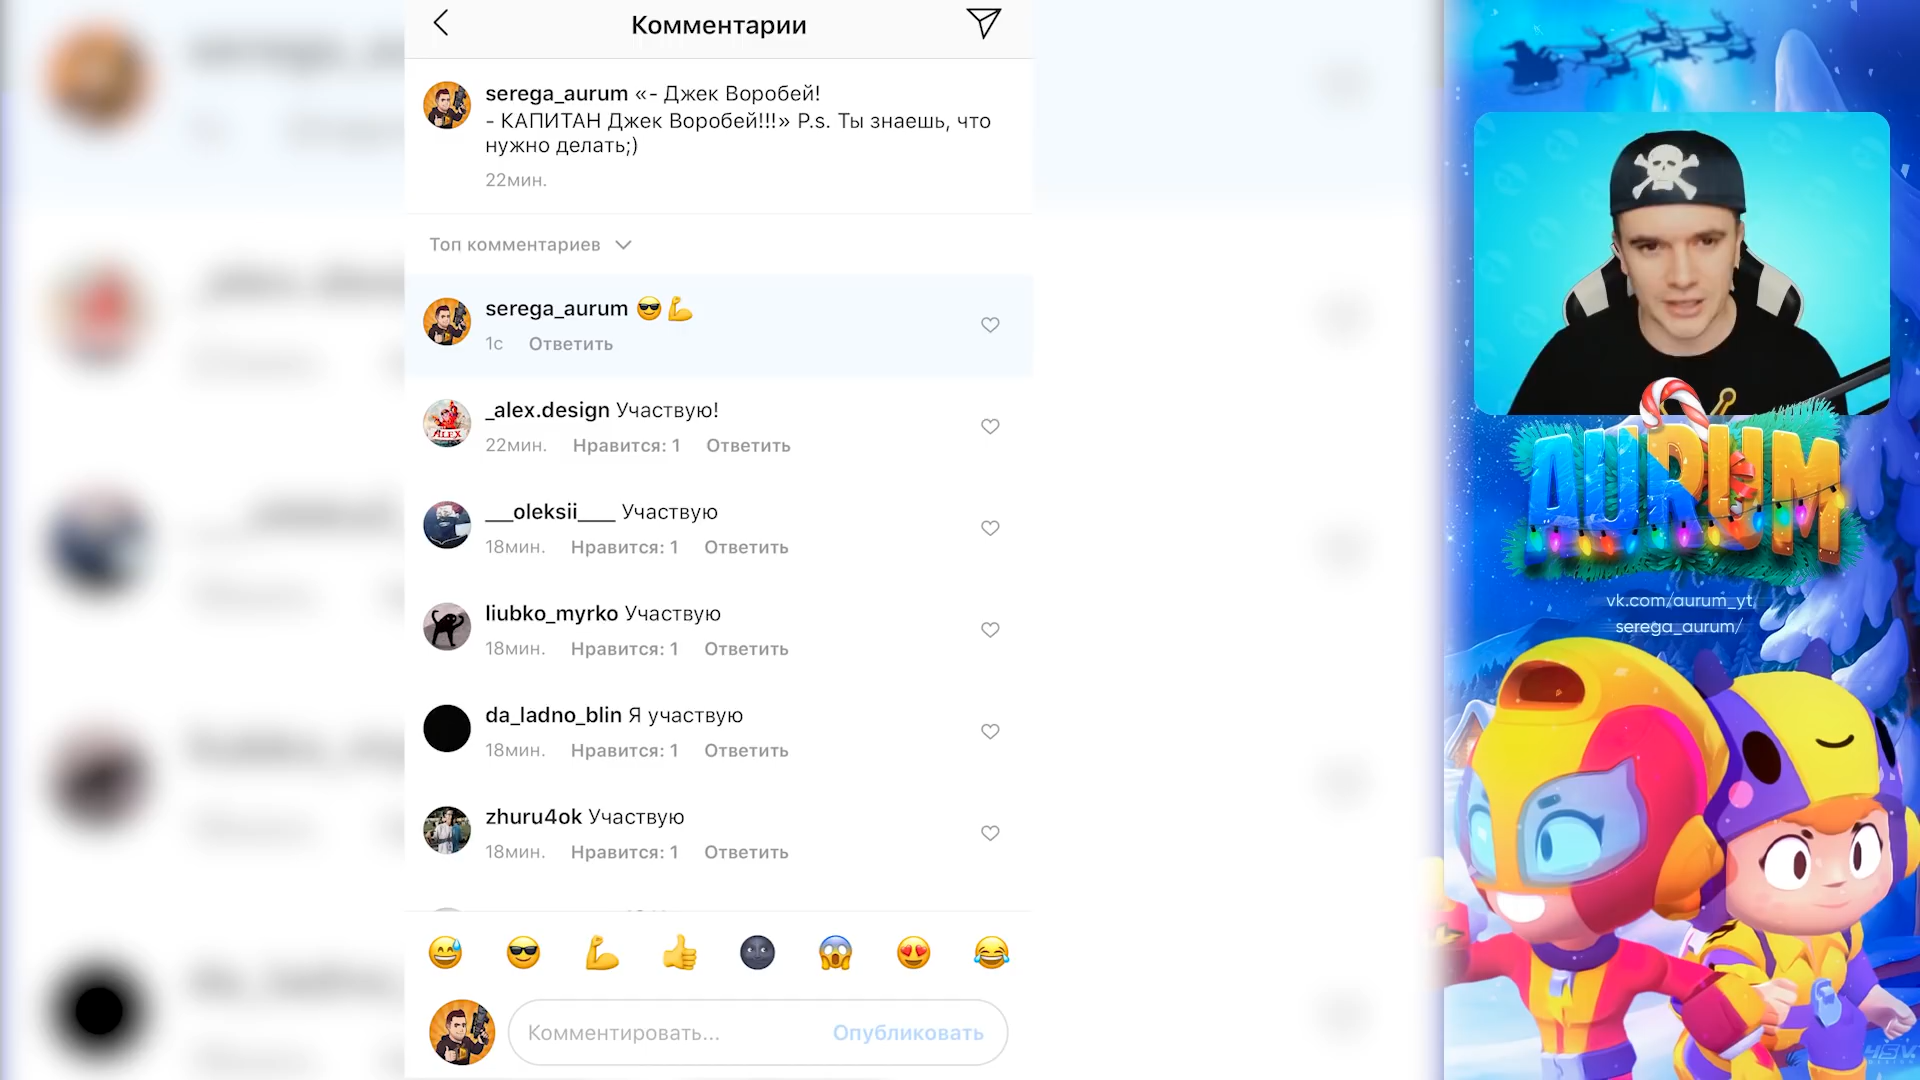 Комментарии
serega_aurum «- Джек Воробей!
- КАПИТАН Джек Воробей!!!» P.s. Ты знаешь, что
нужно делать;)
22мин.
Топ комментариев
serega_aurum 😎💪
1с Ответить
_alex.design Участвую!
22мин. Нравится: 1 Ответить
___oleksii____ Участвую
18мин. Нравится: 1 Ответить
liubko_myrko Участвую
18мин. Нравится: 1 Ответить
da_ladno_blin Я участвую
18мин. Нравится: 1 Ответить
zhuru4ok Участвую
18мин. Нравится: 1 Ответить
😅 😎 💪 👍 🌚 😱 😍 😂
Комментировать... Опубликовать
ALEX
AURUM
vk.com/aurum_yt
serega_aurum/